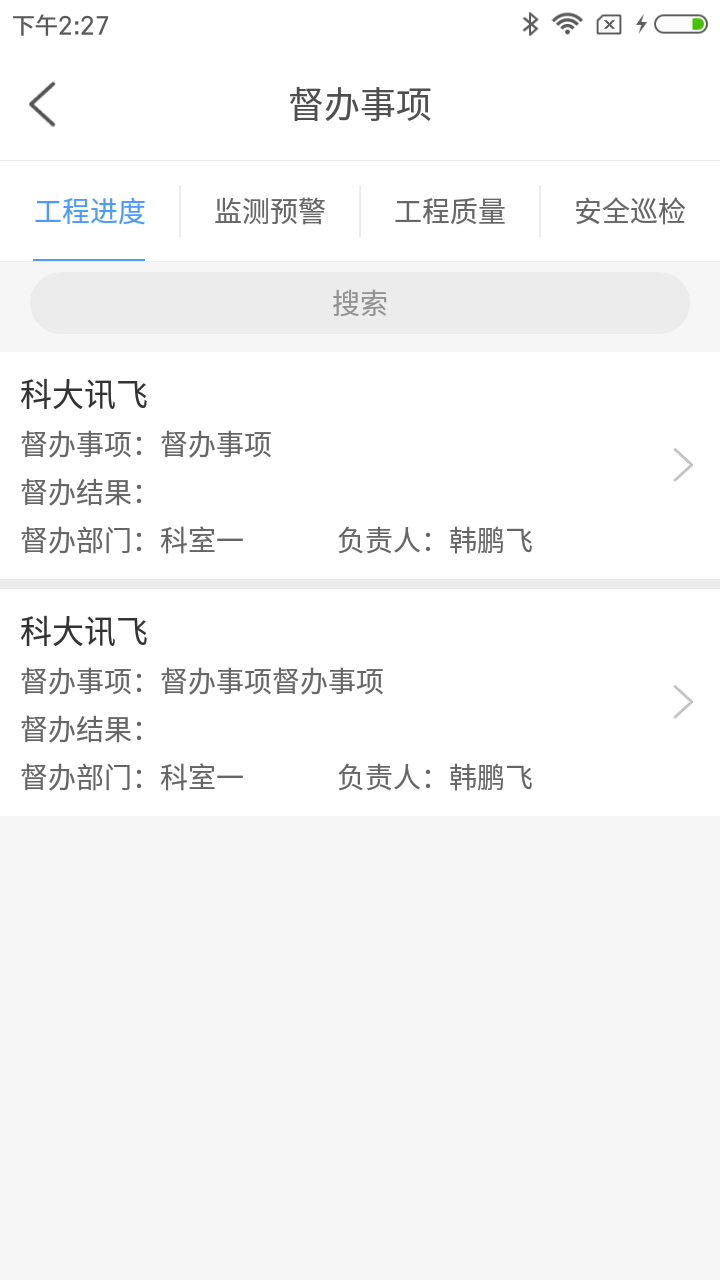 下午2:27
督办事项
工程进度 监测预警 工程质量 安全巡检
搜索
科大讯飞
督办事项：督办事项
督办结果：
督办部门：科室一 负责人：韩鹏飞
科大讯飞
督办事项：督办事项督办事项
督办结果：
督办部门：科室一 负责人：韩鹏飞